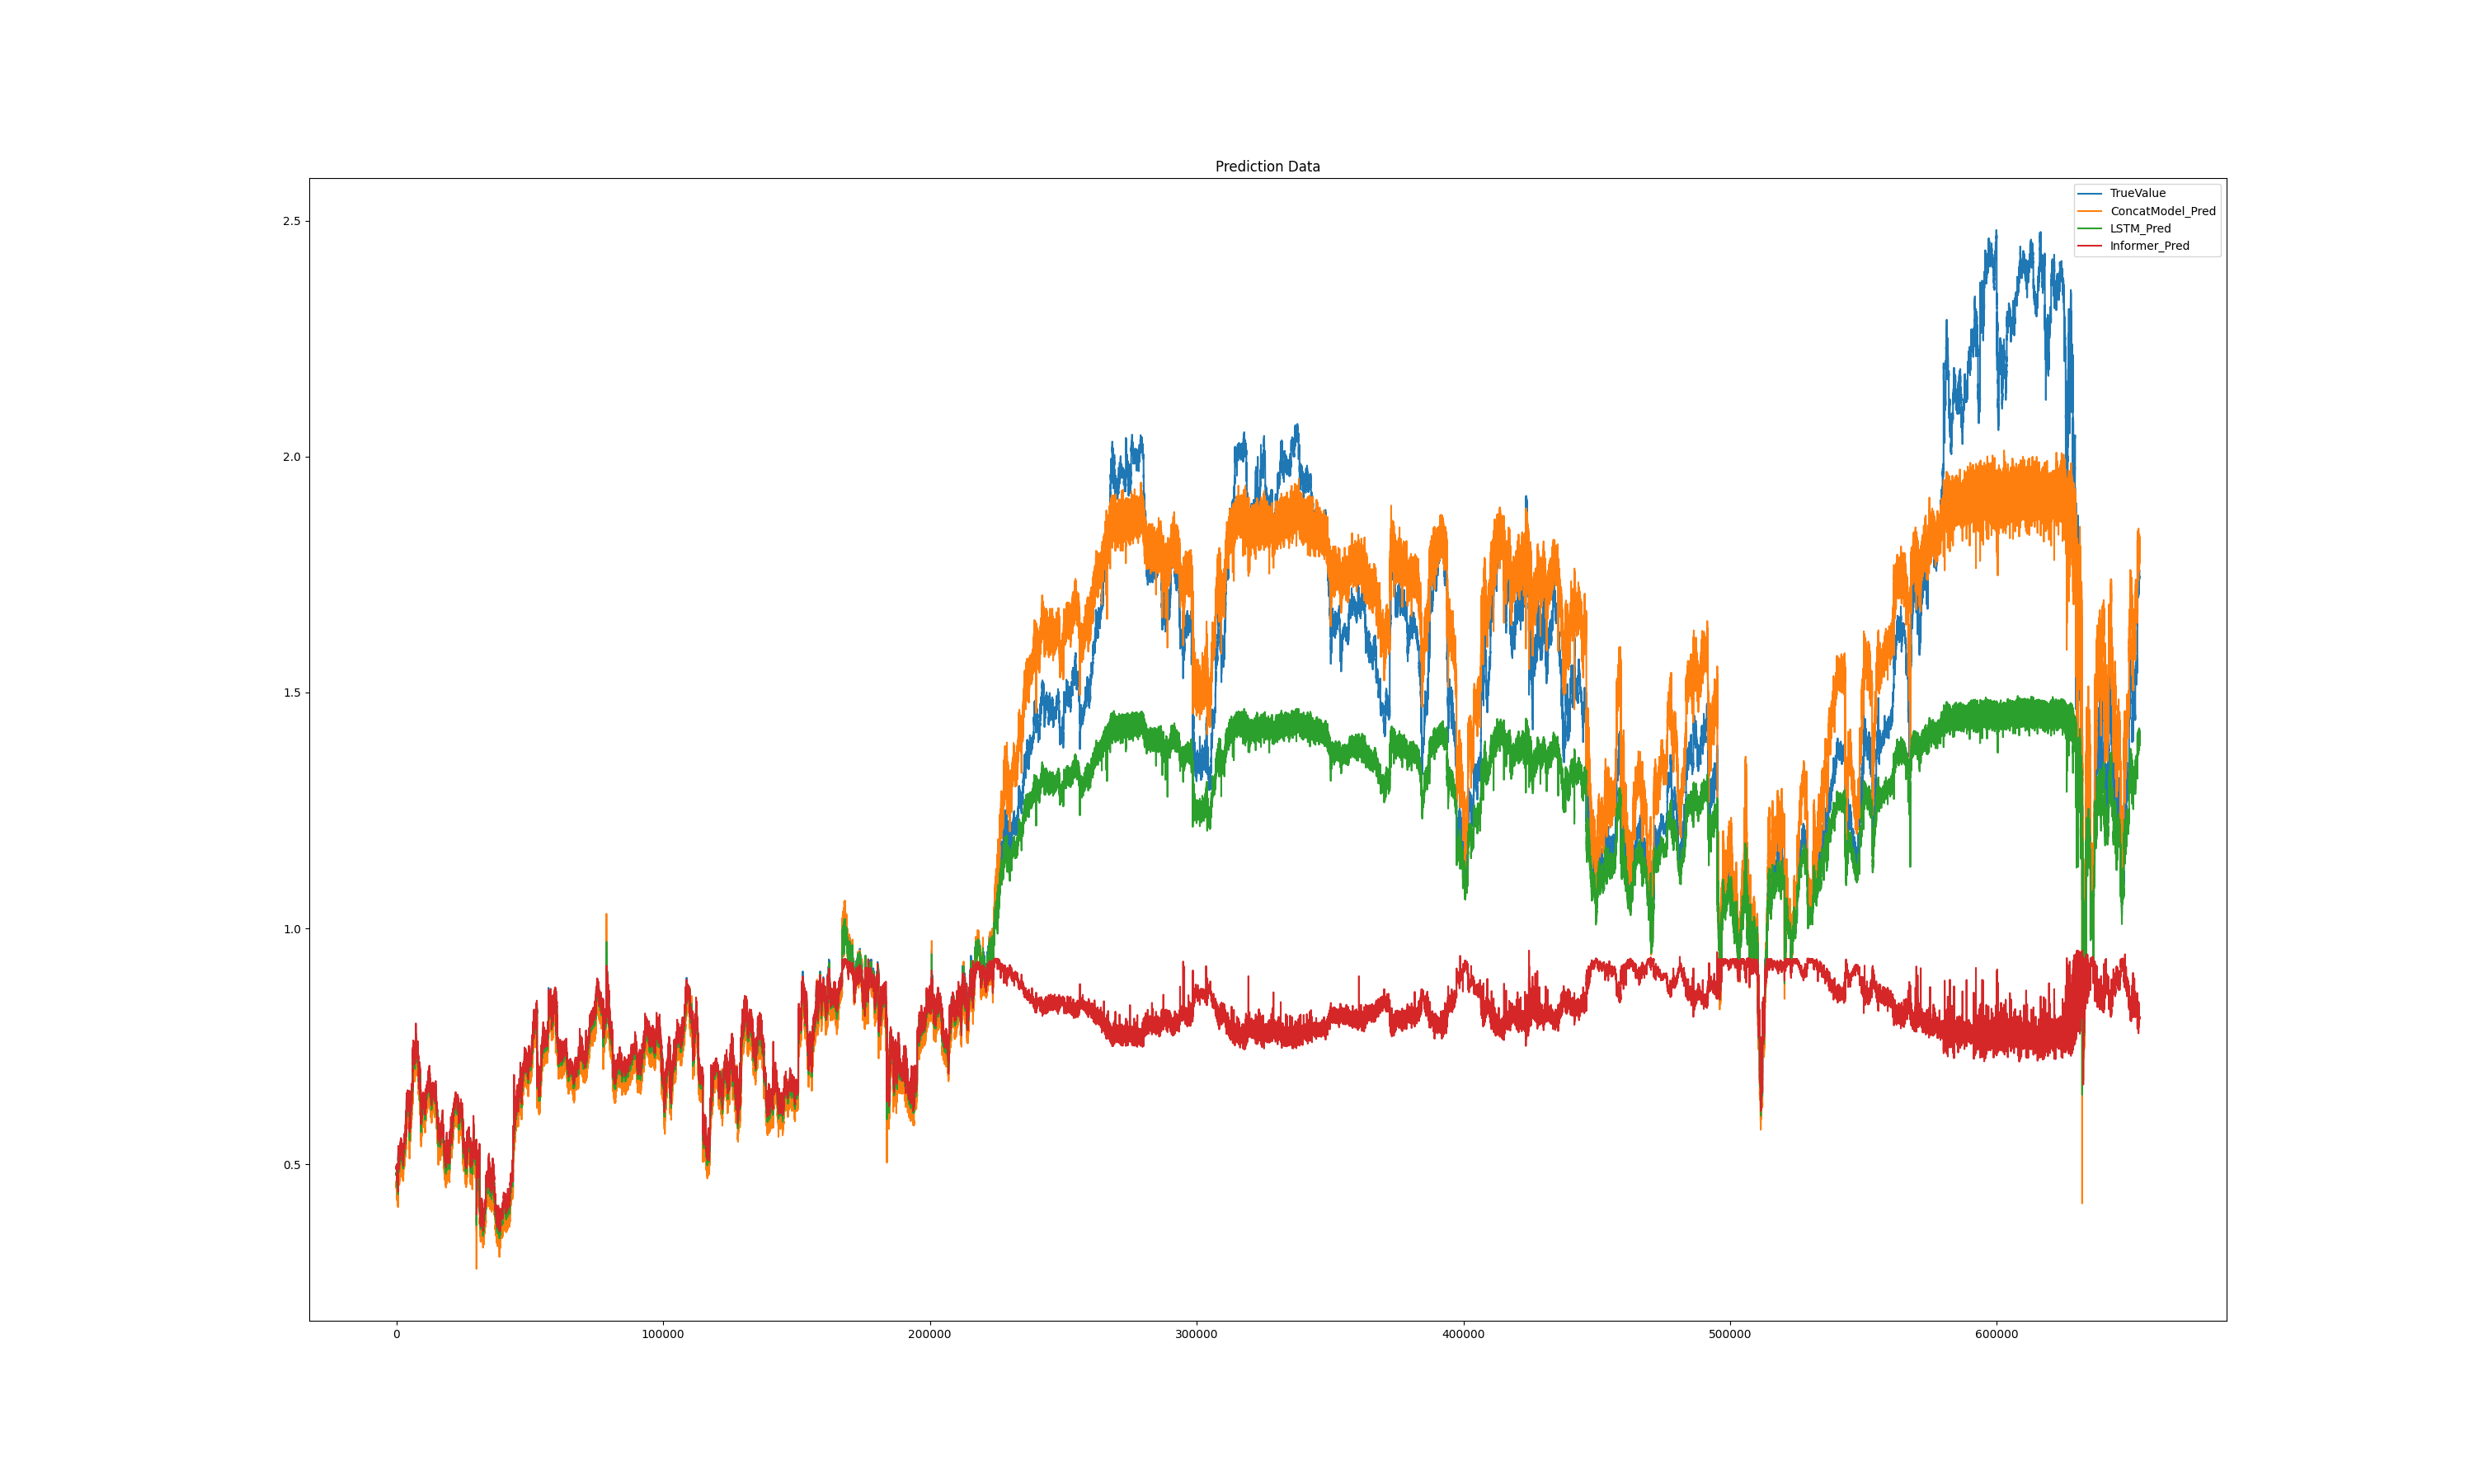 Prediction Data
TrueValue
ConcatModel_Pred
LSTM_Pred
Informer_Pred
2.5
2.0
1.5
1.0
0.5
0
100000
200000
300000
400000
500000
600000